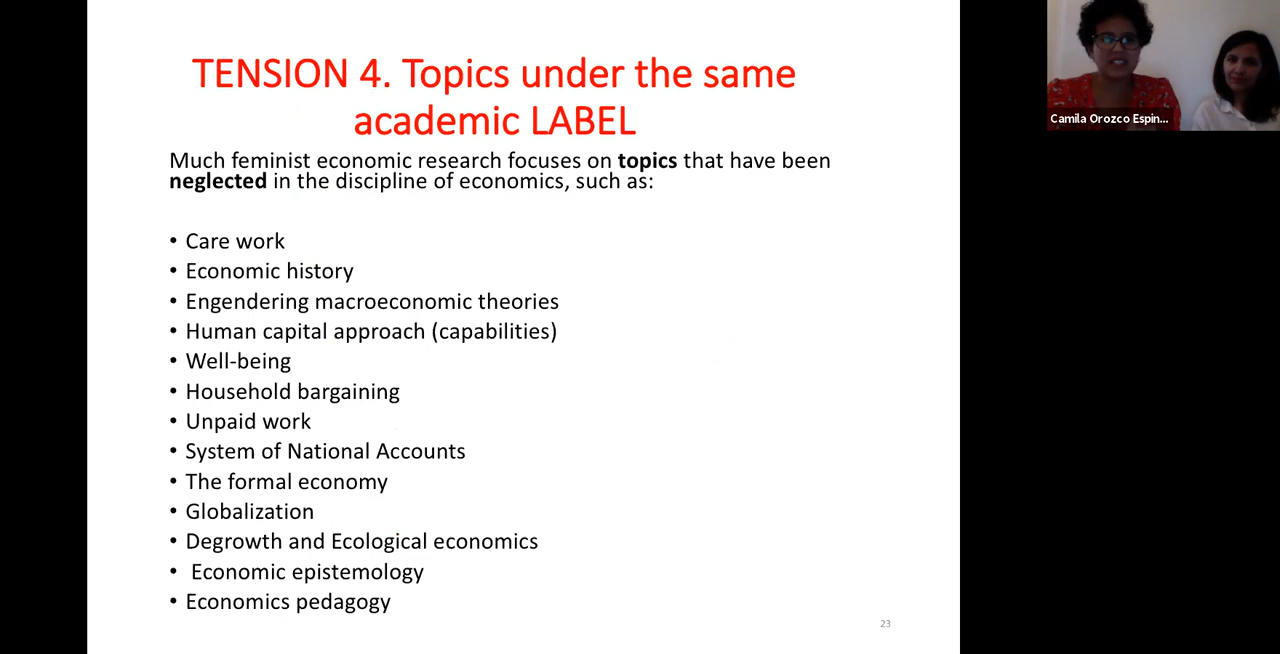 TENSION 4. Topics under the same
academic LABEL
Much feminist economic research focuses on topics that have been
neglected in the discipline of economics, such as:
• Care work
• Economic history
• Engendering macroeconomic theories
• Human capital approach (capabilities)
• Well-being
• Household bargaining
• Unpaid work
• System of National Accounts
• The formal economy
• Globalization
• Degrowth and Ecological economics
• Economic epistemology
• Economics pedagogy
23
Camila Orozco Espin...